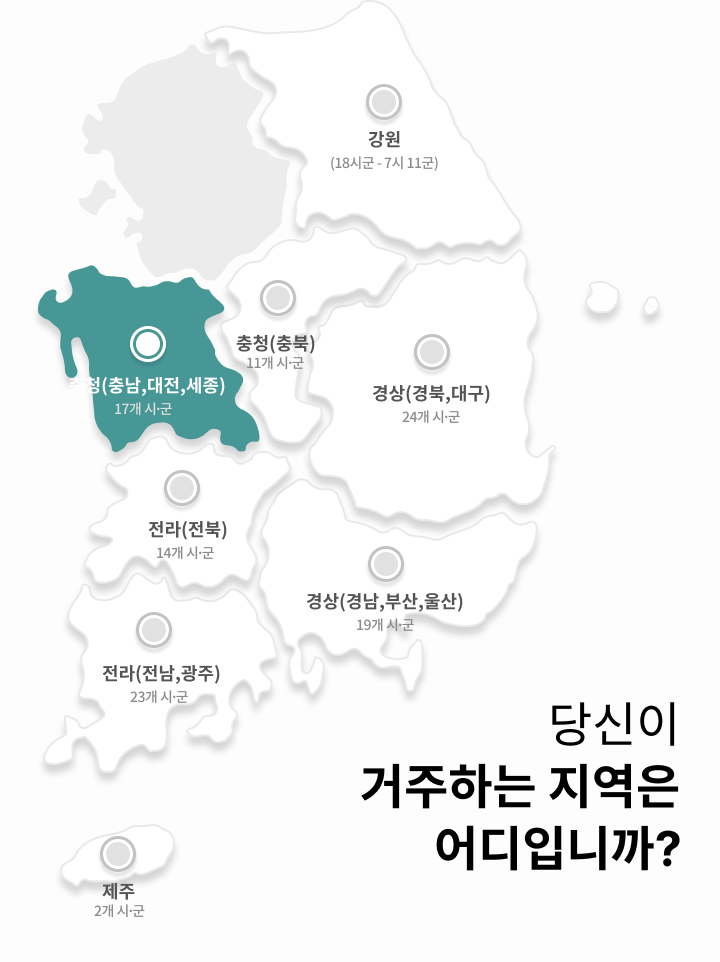 강원
(18시군 - 7시 11군)
충청(충북)
11개 시·군
충청(충남,대전,세종)
17개 시·군
경상(경북,대구)
24개 시·군
전라(전북)
14개 시·군
경상(경남,부산,울산)
19개 시·군
전라(전남,광주)
23개 시·군
당신이
거주하는 지역은
어디입니까?
제주
2개 시·군